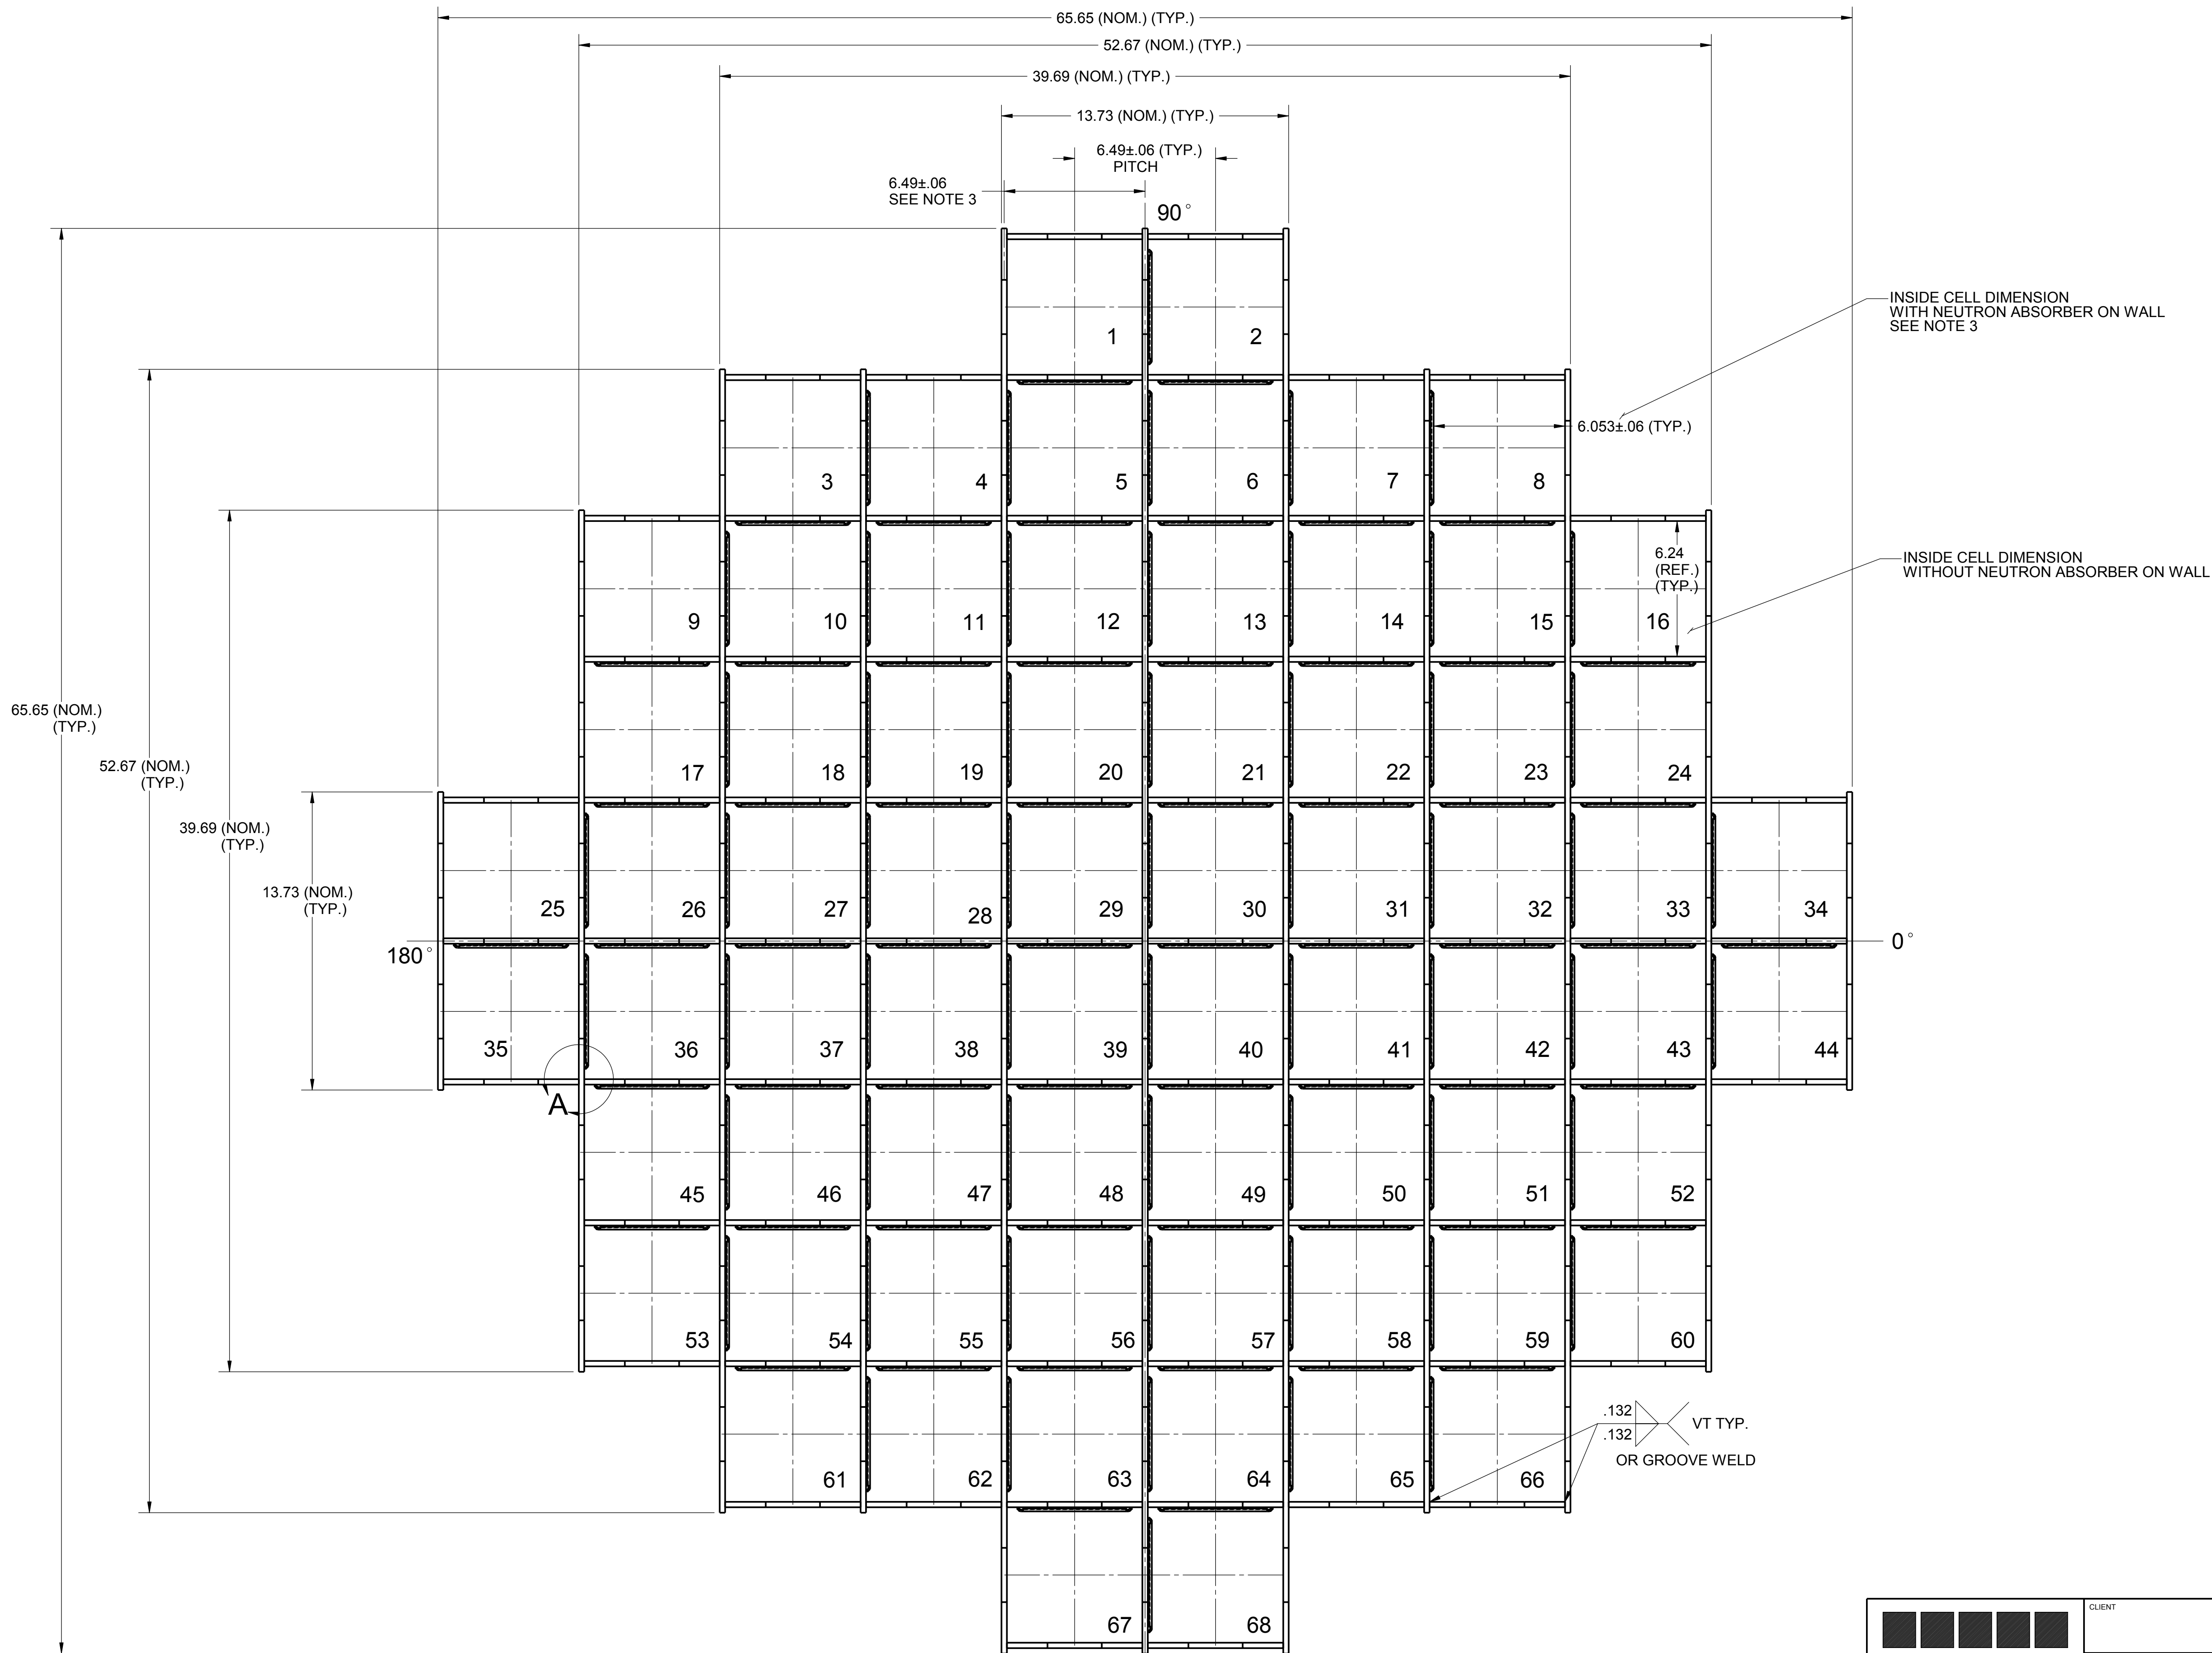 65.65 (NOM.) (TYP.)
52.67 (NOM.) (TYP.)
39.69 (NOM.) (TYP.)
13.73 (NOM.) (TYP.)
6.49±.06 (TYP.)
PITCH
6.49±.06
SEE NOTE 3
90°
INSIDE CELL DIMENSION
WITH NEUTRON ABSORBER ON WALL
SEE NOTE 3
1 2
6.053±.06 (TYP.)
3 4 5 6 7 8
6.24
(REF.)
(TYP.)
INSIDE CELL DIMENSION
WITHOUT NEUTRON ABSORBER ON WALL
9 10 11 12 13 14 15 16
65.65 (NOM.)
(TYP.)
52.67 (NOM.)
(TYP.)
17 18 19 20 21 22 23 24
39.69 (NOM.)
(TYP.)
13.73 (NOM.)
(TYP.)
25 26 27 28 29 30 31 32 33 34
180°
0°
35 36 37 38 39 40 41 42 43 44
A
45 46 47 48 49 50 51 52
53 54 55 56 57 58 59 60
.132
.132
VT TYP.
OR GROOVE WELD
61 62 63 64 65 66
67 68
CLIENT